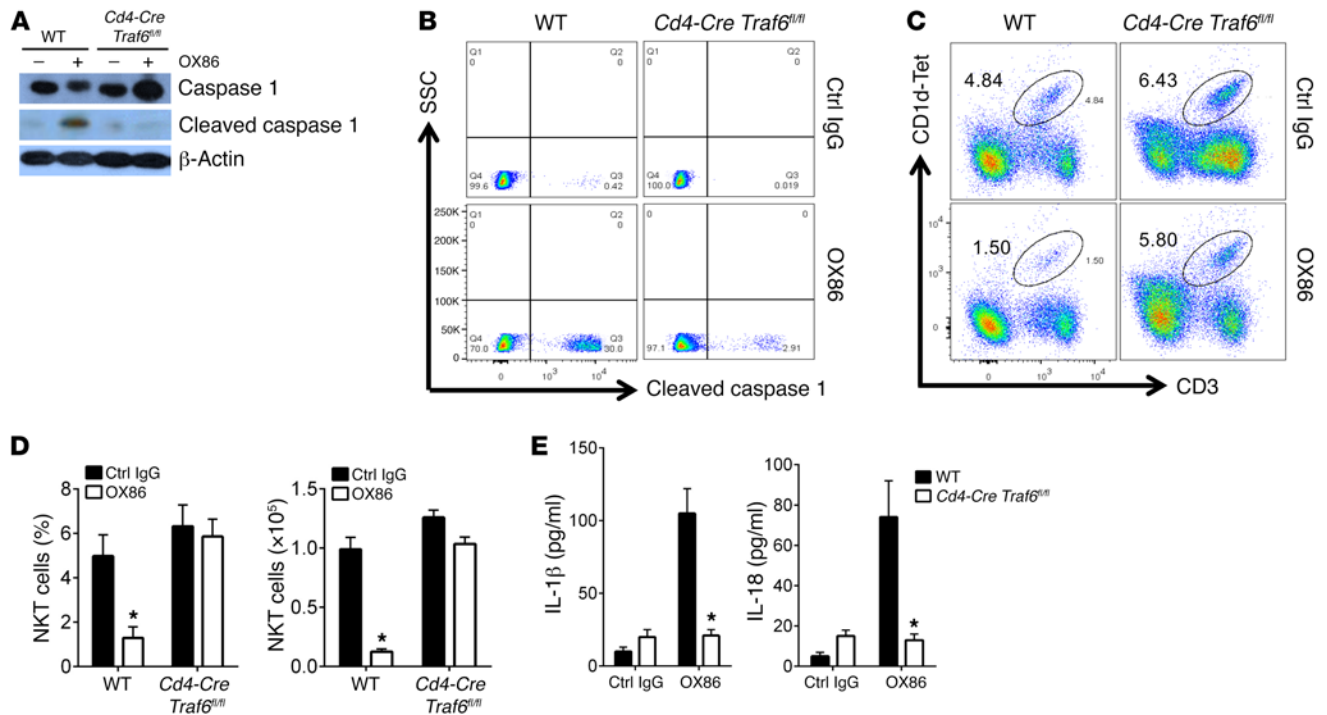 A
WT
Cd4-Cre
Traf6fl/fl
– + – + OX86
Caspase 1
Cleaved caspase 1
β-Actin
B
WT
Cd4-Cre Traf6fl/fl
SSC
Q1
0
Q2
0
Q4
99.6
Q3
0.42
Q1
0
Q2
0
Q4
100.0
Q3
0.019
Ctrl IgG
250K
200K
150K
100K
50K
0
Q1
0
Q2
0
Q4
70.0
Q3
30.0
0
0
97.1
2.91
OX86
0 10³ 10⁴
Cleaved caspase 1
C
WT
Cd4-Cre Traf6fl/fl
CD1d-Tet
4.84
4.84
6.43
Ctrl IgG
10⁴
10³
0
1.50
1.50
5.80
OX86
0 10³ 10⁴
CD3
D
Ctrl IgG
OX86
NKT cells (%)
8
6
4
2
0
*
WT
Cd4-Cre
Traf6fl/fl
Ctrl IgG
OX86
NKT cells (×10⁵)
1.5
1.0
0.5
0.0
*
WT
Cd4-Cre
Traf6fl/fl
E
IL-1β (pg/ml)
150
100
50
0
*
Ctrl IgG OX86
IL-18 (pg/ml)
100
80
60
40
20
0
*
Ctrl IgG OX86
WT
Cd4-Cre Traf6fl/fl